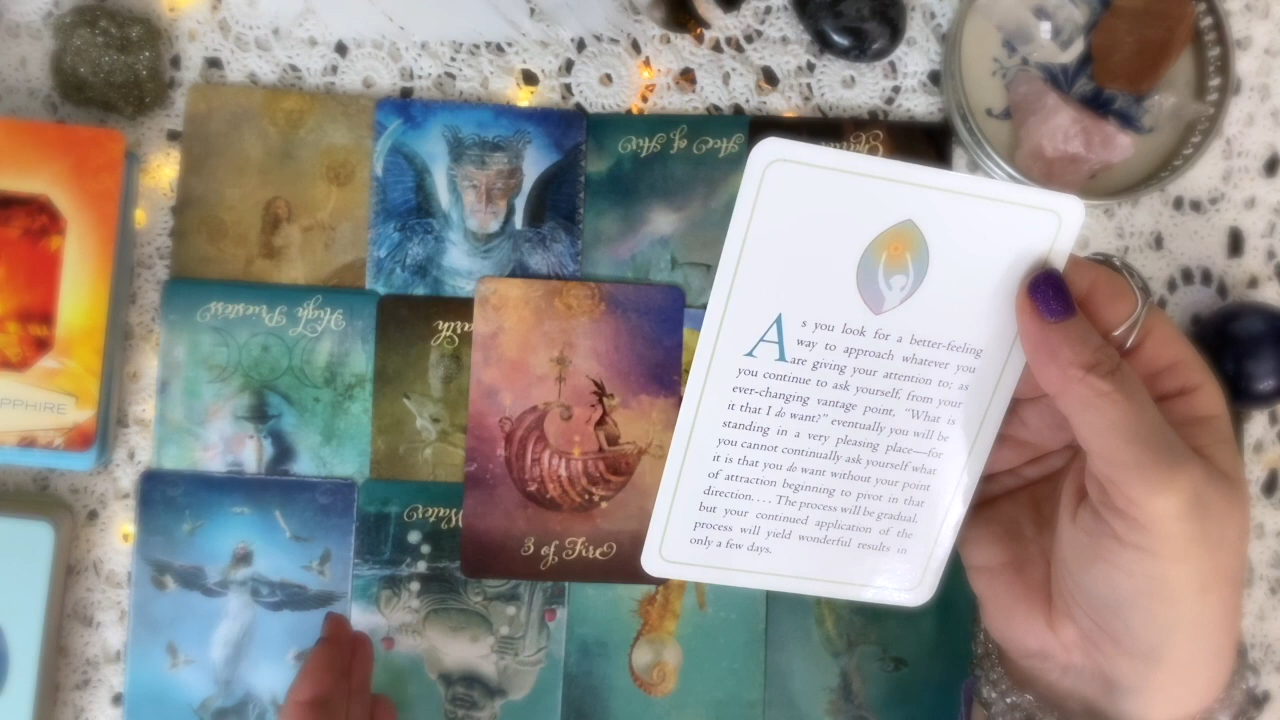 Ace of Air
High Priestess
PPHIRE
3 of Fire
As you look for a better-feeling
way to approach whatever you
are giving your attention to; as
you continue to ask yourself, from your
ever-changing vantage point, “What is
it that I do want?” eventually you will be
standing in a very pleasing place—for
you cannot continually ask yourself what
it is that you do want without your point
of attraction beginning to pivot in that
direction. . . . The process will be gradual,
but your continued application of the
process will yield wonderful results in
only a few days.
Water